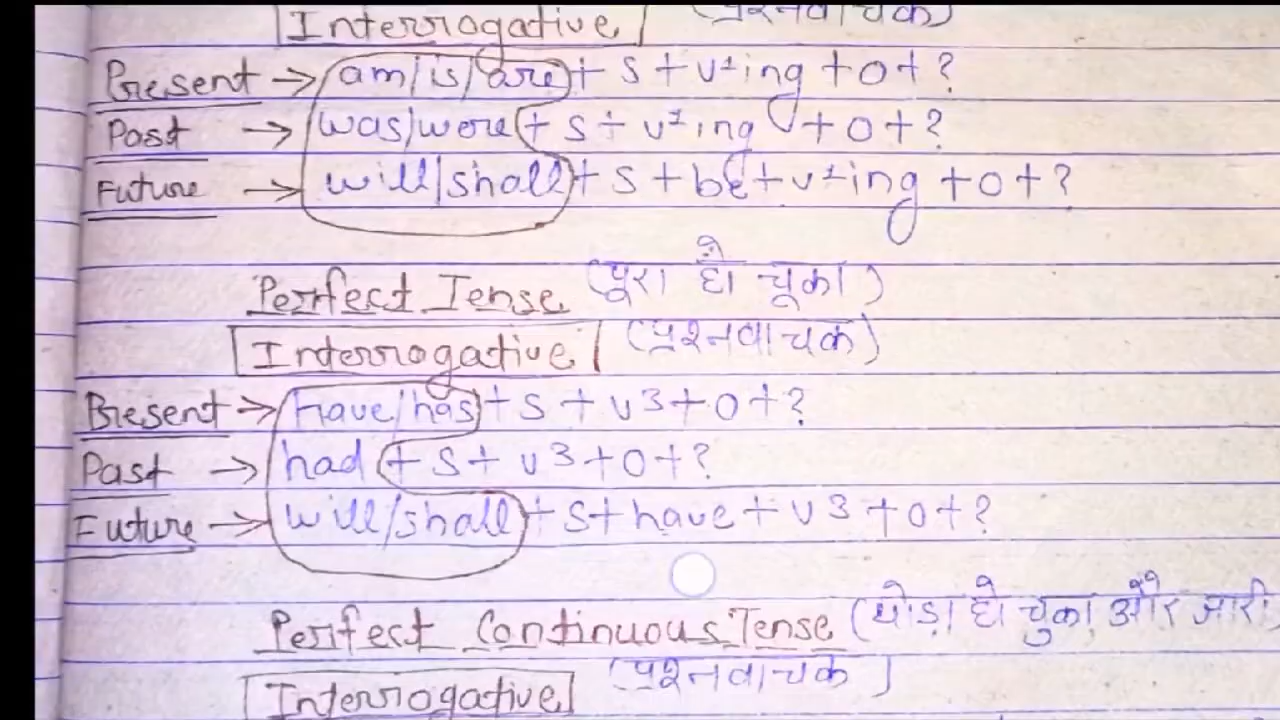 Interrogative (प्रश्नवाचक)
Present → am/is/are + S + v¹ing + o + ?
Past → was/were + S + v¹ing + o + ?
Future → will/shall + S + be + v¹ing + o + ?
Perfect Tense (पूरा हो चूका)
Interrogative (प्रश्नवाचक)
Present → have/has + S + v3 + o + ?
Past → had + S + v3 + o + ?
Future → will/shall + S + have + v3 + o + ?
Perfect Continuous Tense (थोड़ा हो चुका और जारी
Interrogative (प्रश्नवाचक)